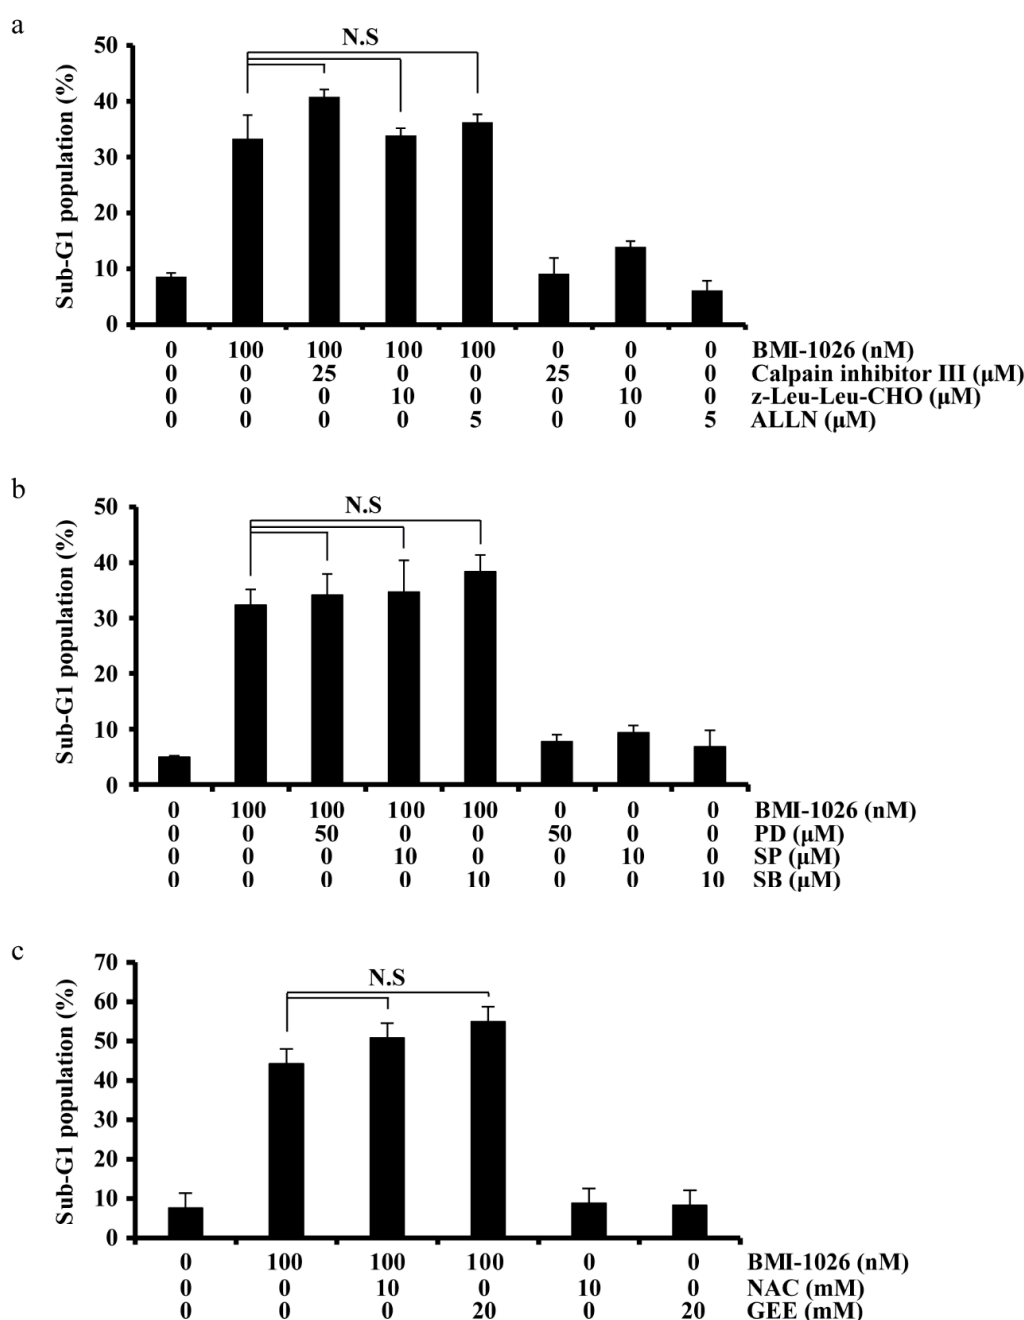 a
N.S
Sub-G1 population (%)
50
40
30
20
10
0
0 100 100 100 100 0 0 0 BMI-1026 (nM)
0 0 25 0 0 25 0 0 Calpain inhibitor III (μM)
0 0 0 10 0 0 10 0 z-Leu-Leu-CHO (μM)
0 0 0 0 5 0 0 5 ALLN (μM)
b
N.S
Sub-G1 population (%)
50
40
30
20
10
0
0 100 100 100 100 0 0 0 BMI-1026 (nM)
0 0 50 0 0 50 0 0 PD (μM)
0 0 0 10 0 0 10 0 SP (μM)
0 0 0 0 10 0 0 10 SB (μM)
c
N.S
Sub-G1 population (%)
70
60
50
40
30
20
10
0
0 100 100 100 0 0 BMI-1026 (nM)
0 0 10 0 10 0 NAC (mM)
0 0 0 20 0 20 GEE (mM)